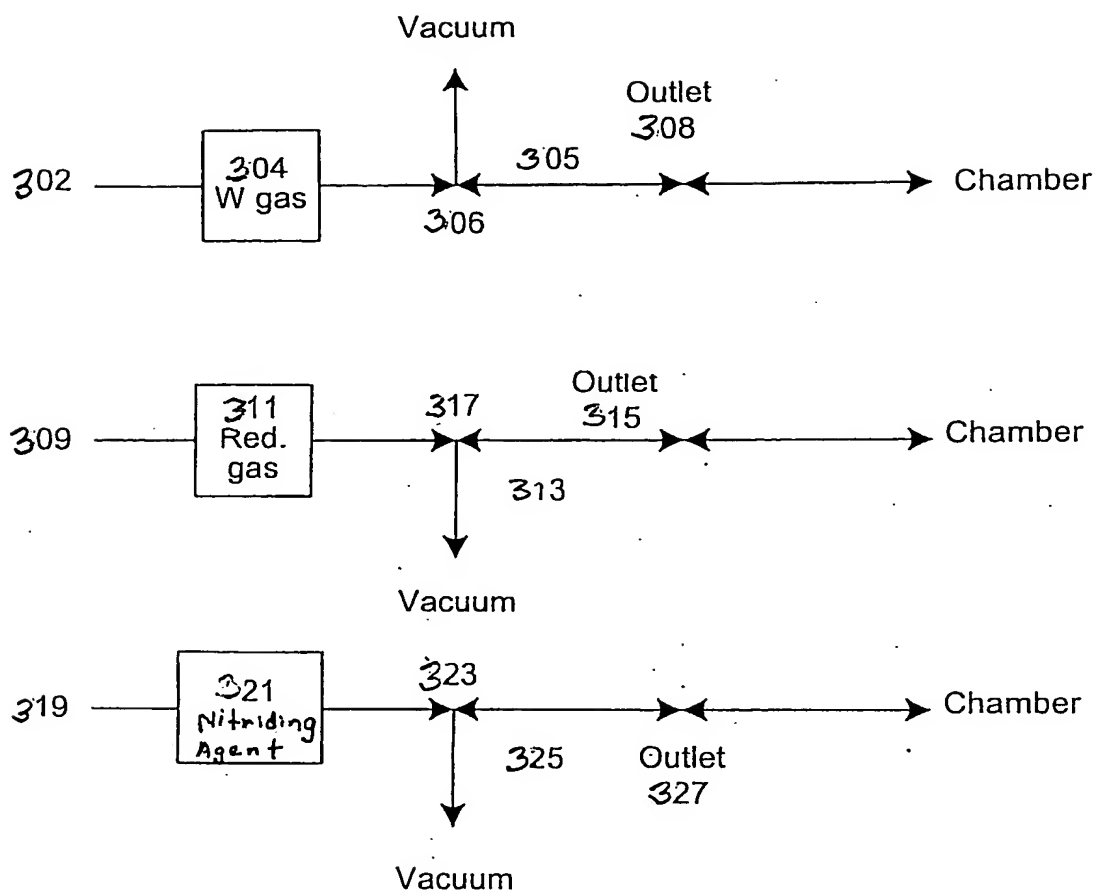 Vacuum
Outlet
308
302
304
W gas
305
306
Chamber
Outlet
315
309
311
Red.
gas
317
313
Chamber
Vacuum
319
321
Nitriding
Agent
323
325
Outlet
327
Chamber
Vacuum